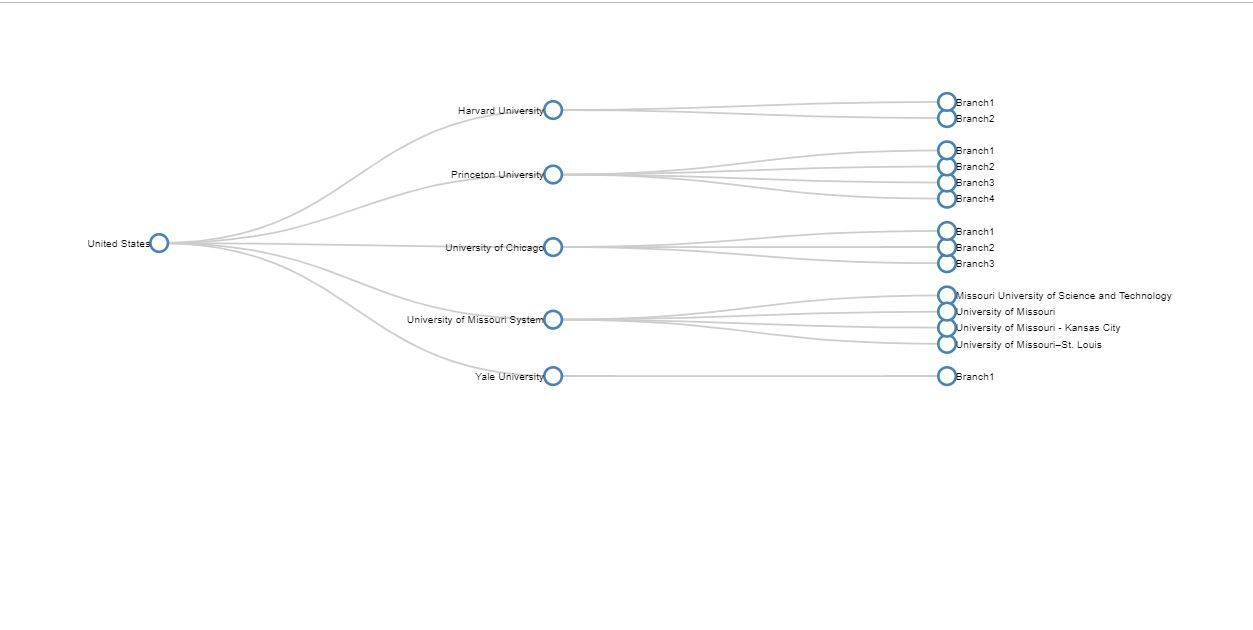 United States
Harvard University
Branch1
Branch2
Princeton University
Branch1
Branch2
Branch3
Branch4
University of Chicago
Branch1
Branch2
Branch3
University of Missouri System
Missouri University of Science and Technology
University of Missouri
University of Missouri - Kansas City
University of Missouri–St. Louis
Yale University
Branch1